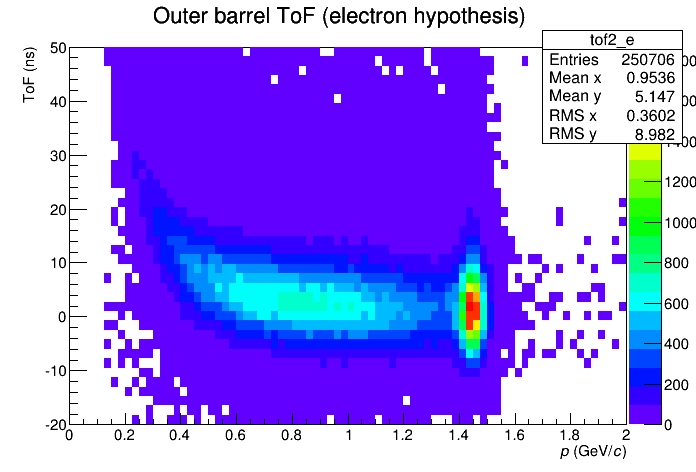 Outer barrel ToF (electron hypothesis)
tof2_e
Entries 250706
Mean x 0.9536
Mean y 5.147
RMS x 0.3602
RMS y 8.982
ToF (ns)
50
40
30
20
10
0
-10
-20
0 0.2 0.4 0.6 0.8 1 1.2 1.4 1.6 1.8 2
p (GeV/c)
1200
1000
800
600
400
200
0